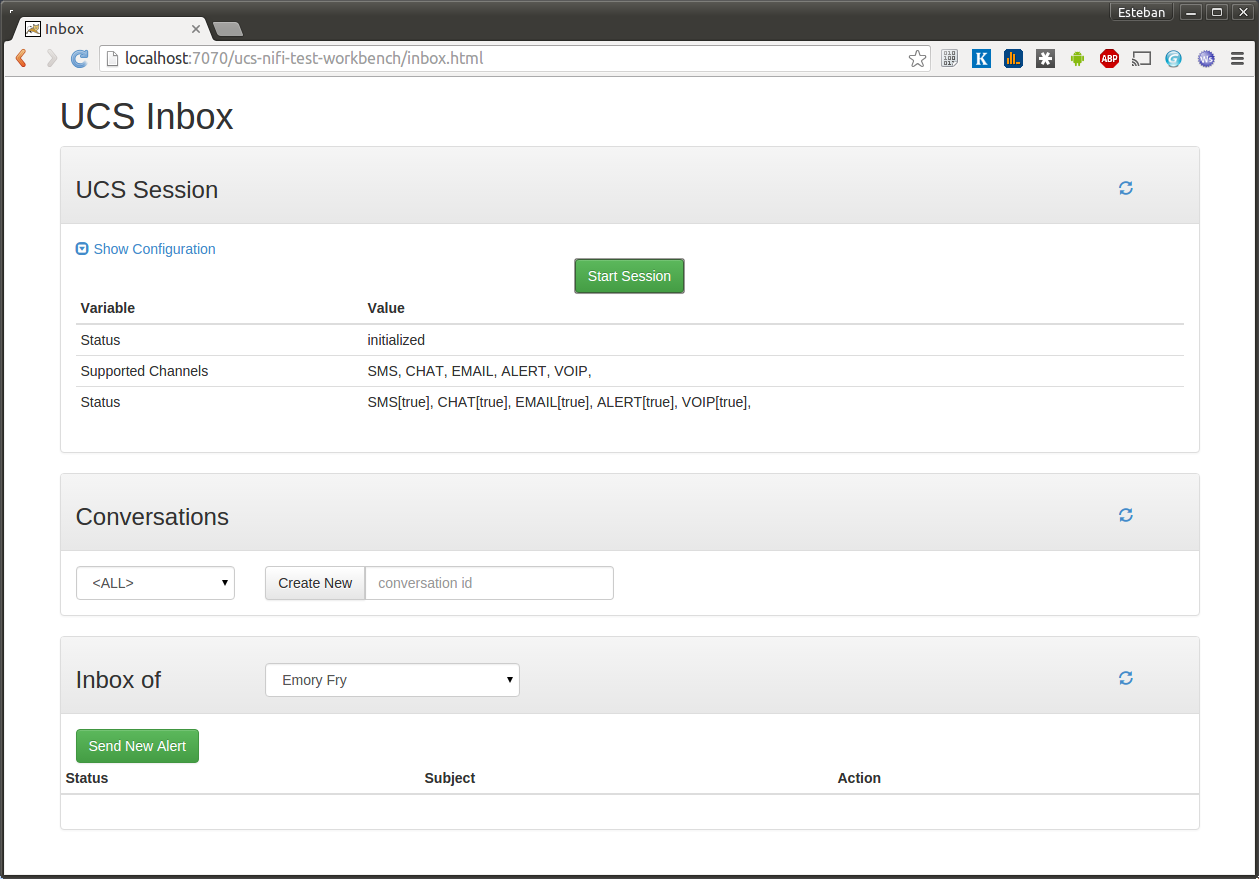 Esteban
Inbox
localhost:7070/ucs-nifi-test-workbench/inbox.html
K
ABP
G
Ws
UCS Inbox
UCS Session
Show Configuration
Start Session
Variable Value
Status initialized
Supported Channels SMS, CHAT, EMAIL, ALERT, VOIP,
Status SMS[true], CHAT[true], EMAIL[true], ALERT[true], VOIP[true],
Conversations
<ALL> Create New conversation id
Inbox of Emory Fry
Send New Alert
Status Subject Action